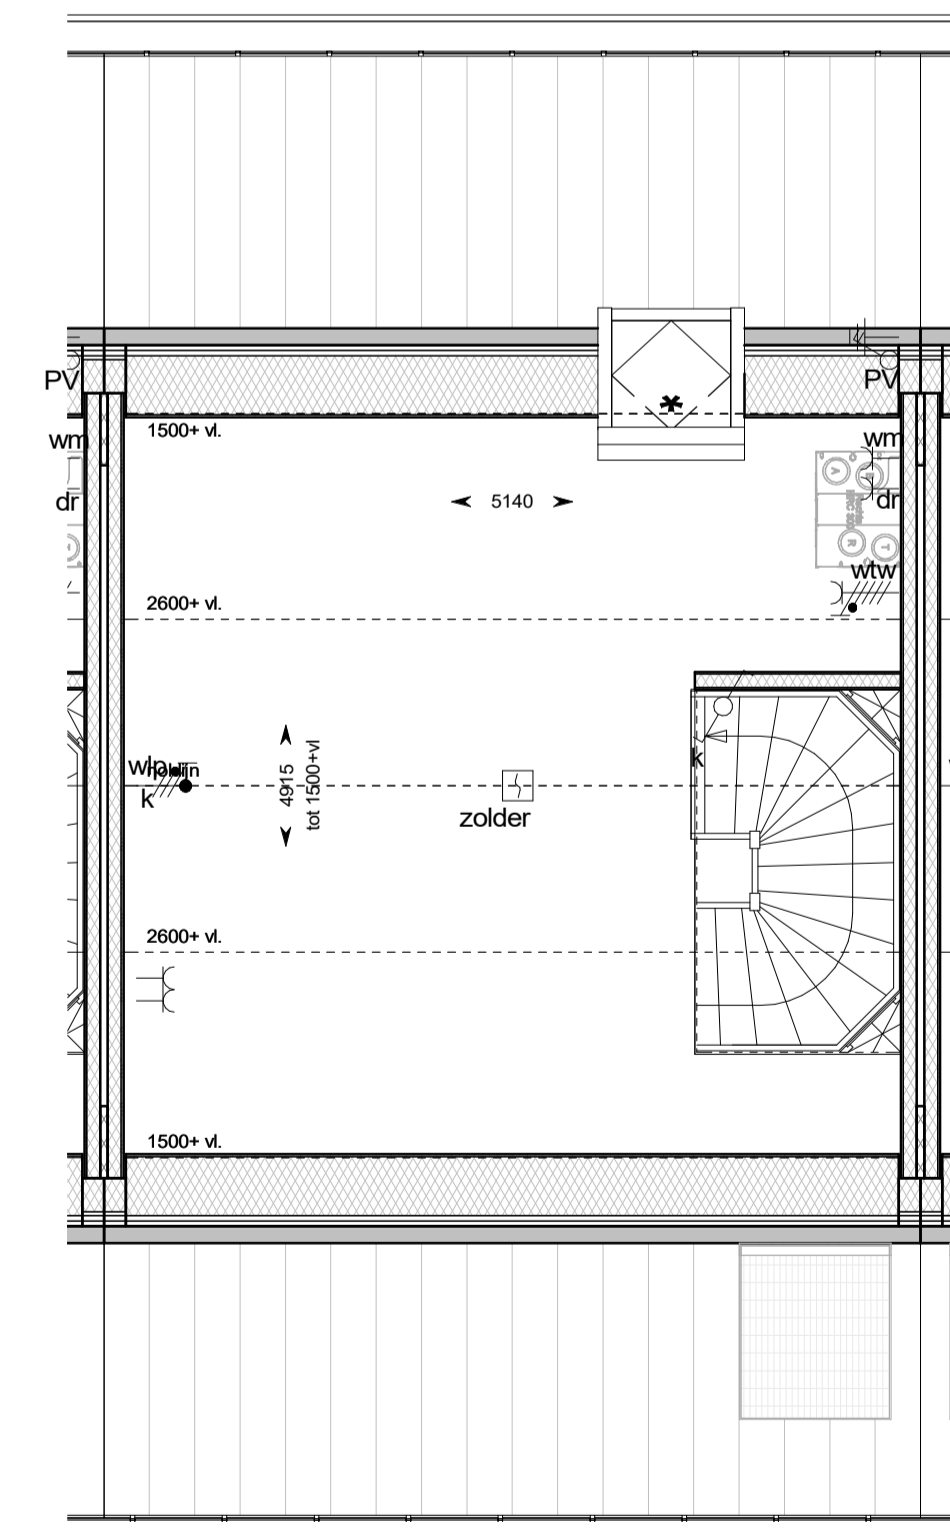 PV
PV
1500+ vl.
wm
wm
5140
dr
dr
A
R
T
wtw
2600+ vl.
wlp
k
4915
tot 1500+vl
k
zolder
2600+ vl.
1500+ vl.